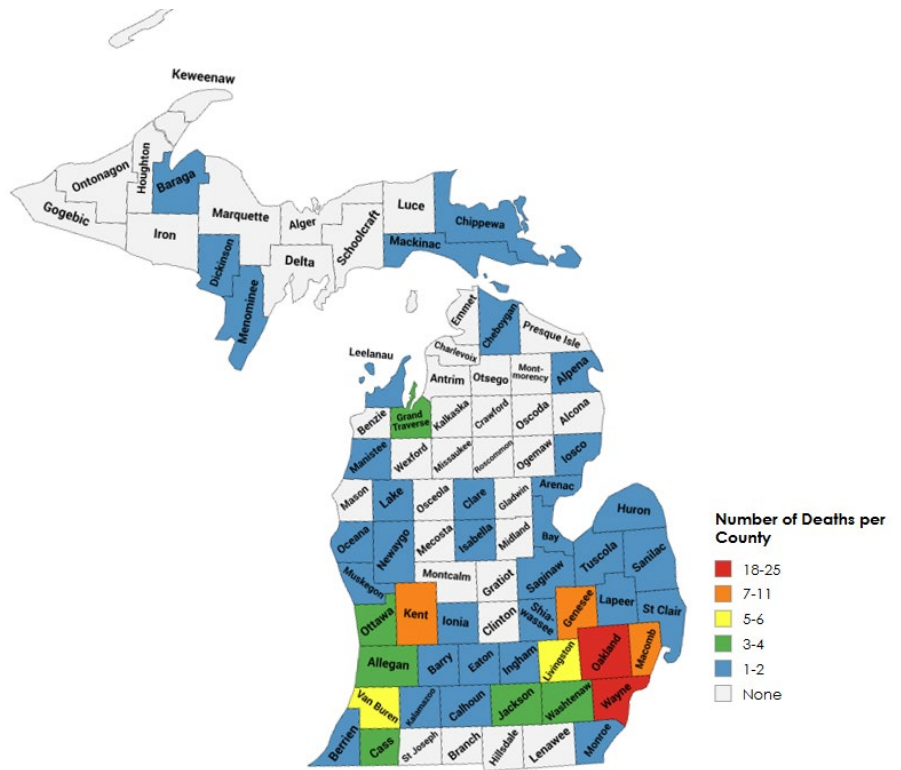 Keweenaw
Ontonagon
Houghton
Baraga
Gogebic
Iron
Marquette
Alger
Luce
Chippewa
Schoolcraft
Mackinac
Dickinson
Delta
Menominee
Emmet
Cheboygan
Presque Isle
Charlevoix
Leelanau
Antrim
Otsego
Mont-
morency
Alpena
Benzie
Grand
Traverse
Kalkaska
Crawford
Oscoda
Alcona
Manistee
Wexford
Missaukee
Roscommon
Ogemaw
Iosco
Mason
Lake
Osceola
Clare
Gladwin
Arenac
Huron
Oceana
Newaygo
Mecosta
Isabella
Midland
Bay
Tuscola
Sanilac
Muskegon
Montcalm
Gratiot
Saginaw
Ottawa
Kent
Ionia
Clinton
Shia-
wassee
Genesee
Lapeer
St Clair
Allegan
Barry
Eaton
Ingham
Livingston
Oakland
Macomb
Van Buren
Kalamazoo
Calhoun
Jackson
Washtenaw
Wayne
Berrien
Cass
St Joseph
Branch
Hillsdale
Lenawee
Monroe
Number of Deaths per
County
18-25
7-11
5-6
3-4
1-2
None